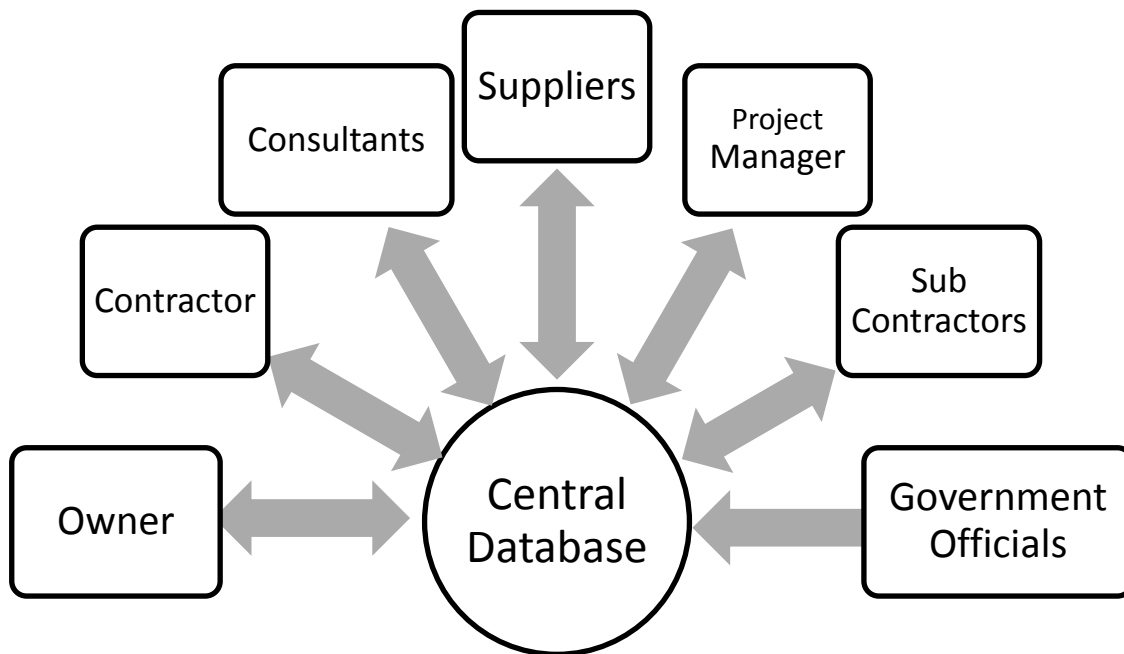 Suppliers
Consultants
Project
Manager
Contractor
Sub
Contractors
Owner
Central
Database
Government
Officials